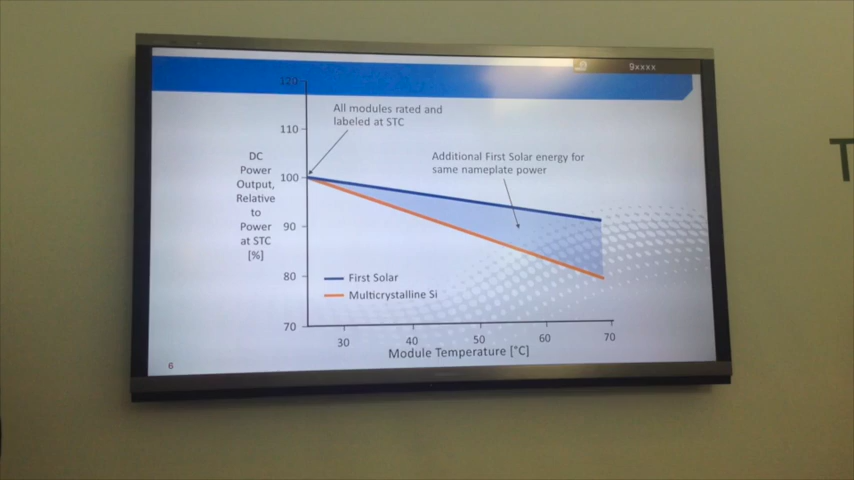 9xxxx
120
All modules rated and
labeled at STC
110
Additional First Solar energy for
same nameplate power
DC
Power
Output,
Relative
to
Power
at STC
[%]
100
90
80
70
First Solar
Multicrystalline Si
30 40 50 60 70
Module Temperature [°C]
6
T